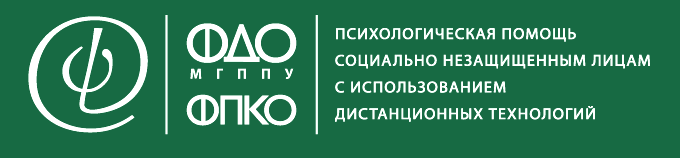 ФДО
МГППУ
ФПКО
ПСИХОЛОГИЧЕСКАЯ ПОМОЩЬ
СОЦИАЛЬНО НЕЗАЩИЩЕННЫМ ЛИЦАМ
С ИСПОЛЬЗОВАНИЕМ
ДИСТАНЦИОННЫХ ТЕХНОЛОГИЙ